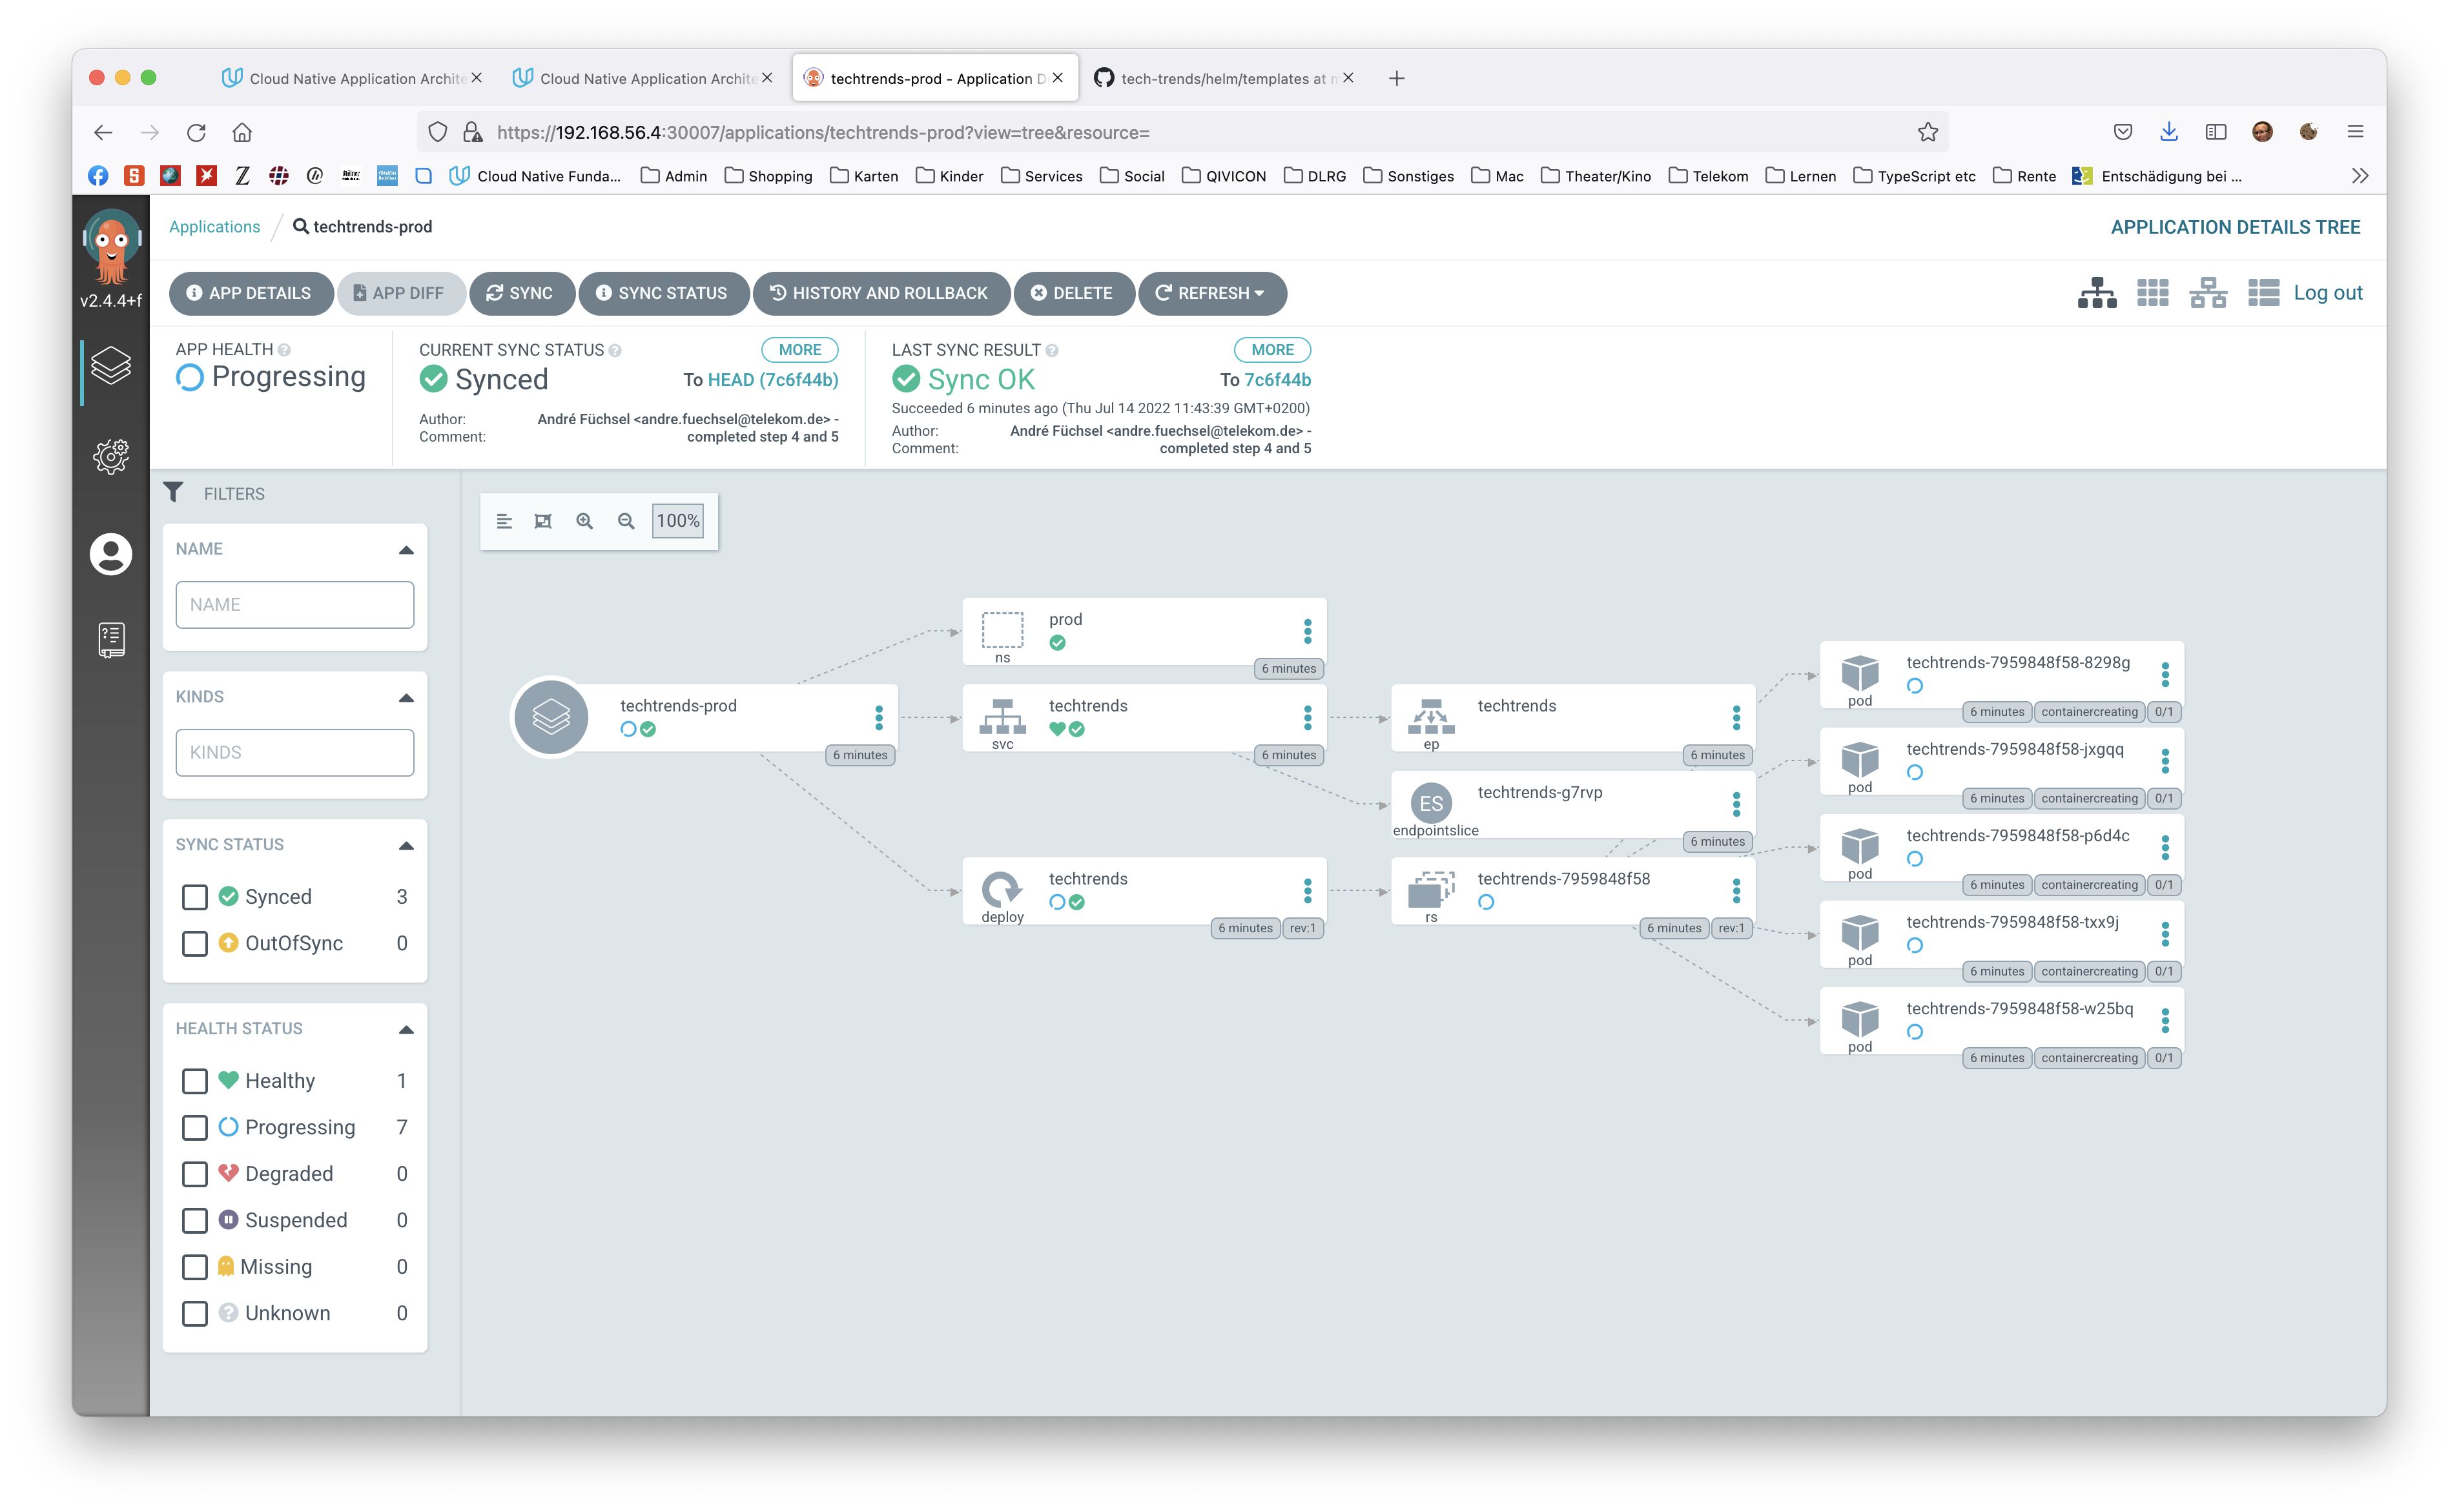 Cloud Native Application Archite
Cloud Native Application Archite
techtrends-prod - Application D
tech-trends/helm/templates at m
https://192.168.56.4:30007/applications/techtrends-prod?view=tree&resource=
Cloud Native Funda...
Admin
Shopping
Karten
Kinder
Services
Social
QIVICON
DLRG
Sonstiges
Mac
Theater/Kino
Telekom
Lernen
TypeScript etc
Rente
Entschädigung bei ...
v2.4.4+f
Applications / techtrends-prod
APPLICATION DETAILS TREE
APP DETAILS
APP DIFF
SYNC
SYNC STATUS
HISTORY AND ROLLBACK
DELETE
REFRESH
Log out
APP HEALTH
Progressing
CURRENT SYNC STATUS
MORE
Synced
To HEAD (7c6f44b)
Author: André Füchsel <andre.fuechsel@telekom.de> -
Comment: completed step 4 and 5
LAST SYNC RESULT
MORE
Sync OK
To 7c6f44b
Succeeded 6 minutes ago (Thu Jul 14 2022 11:43:39 GMT+0200)
Author: André Füchsel <andre.fuechsel@telekom.de> -
Comment: completed step 4 and 5
FILTERS
NAME
NAME
KINDS
KINDS
SYNC STATUS
Synced 3
OutOfSync 0
HEALTH STATUS
Healthy 1
Progressing 7
Degraded 0
Suspended 0
Missing 0
Unknown 0
100%
techtrends-prod
6 minutes
prod
ns
6 minutes
techtrends
svc
6 minutes
techtrends
deploy
6 minutes rev:1
techtrends
ep
6 minutes
ES
techtrends-g7rvp
endpointslice
6 minutes
techtrends-7959848f58
rs
6 minutes rev:1
techtrends-7959848f58-8298g
pod
6 minutes containercreating 0/1
techtrends-7959848f58-jxgqq
pod
6 minutes containercreating 0/1
techtrends-7959848f58-p6d4c
pod
6 minutes containercreating 0/1
techtrends-7959848f58-txx9j
pod
6 minutes containercreating 0/1
techtrends-7959848f58-w25bq
pod
6 minutes containercreating 0/1